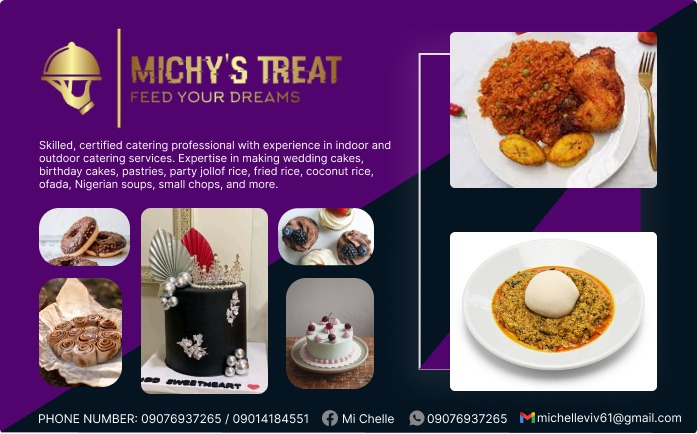 MICHY'S TREAT
FEED YOUR DREAMS
Skilled, certified catering professional with experience in indoor and
outdoor catering services. Expertise in making wedding cakes,
birthday cakes, pastries, party jollof rice, fried rice, coconut rice,
ofada, Nigerian soups, small chops, and more.
SWEETHEART
PHONE NUMBER: 09076937265 / 09014184551 Mi Chelle 09076937265 michelleviv61@gmail.com